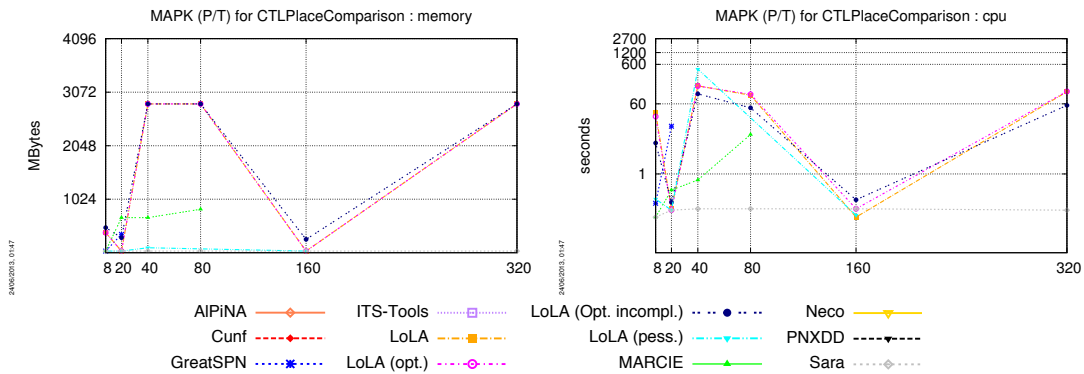 MAPK (P/T) for CTLPlaceComparison : memory
4096
3072
2048
1024
MBytes
8 20 40 80 160 320
24/06/2013, 01:47
MAPK (P/T) for CTLPlaceComparison : cpu
2700
1200
600
60
1
seconds
8 20 40 80 160 320
24/06/2013, 01:47
AlPiNA ITS-Tools LoLA (Opt. incompl.) Neco
Cunf LoLA LoLA (pess.) PNXDD
GreatSPN LoLA (opt.) MARCIE Sara